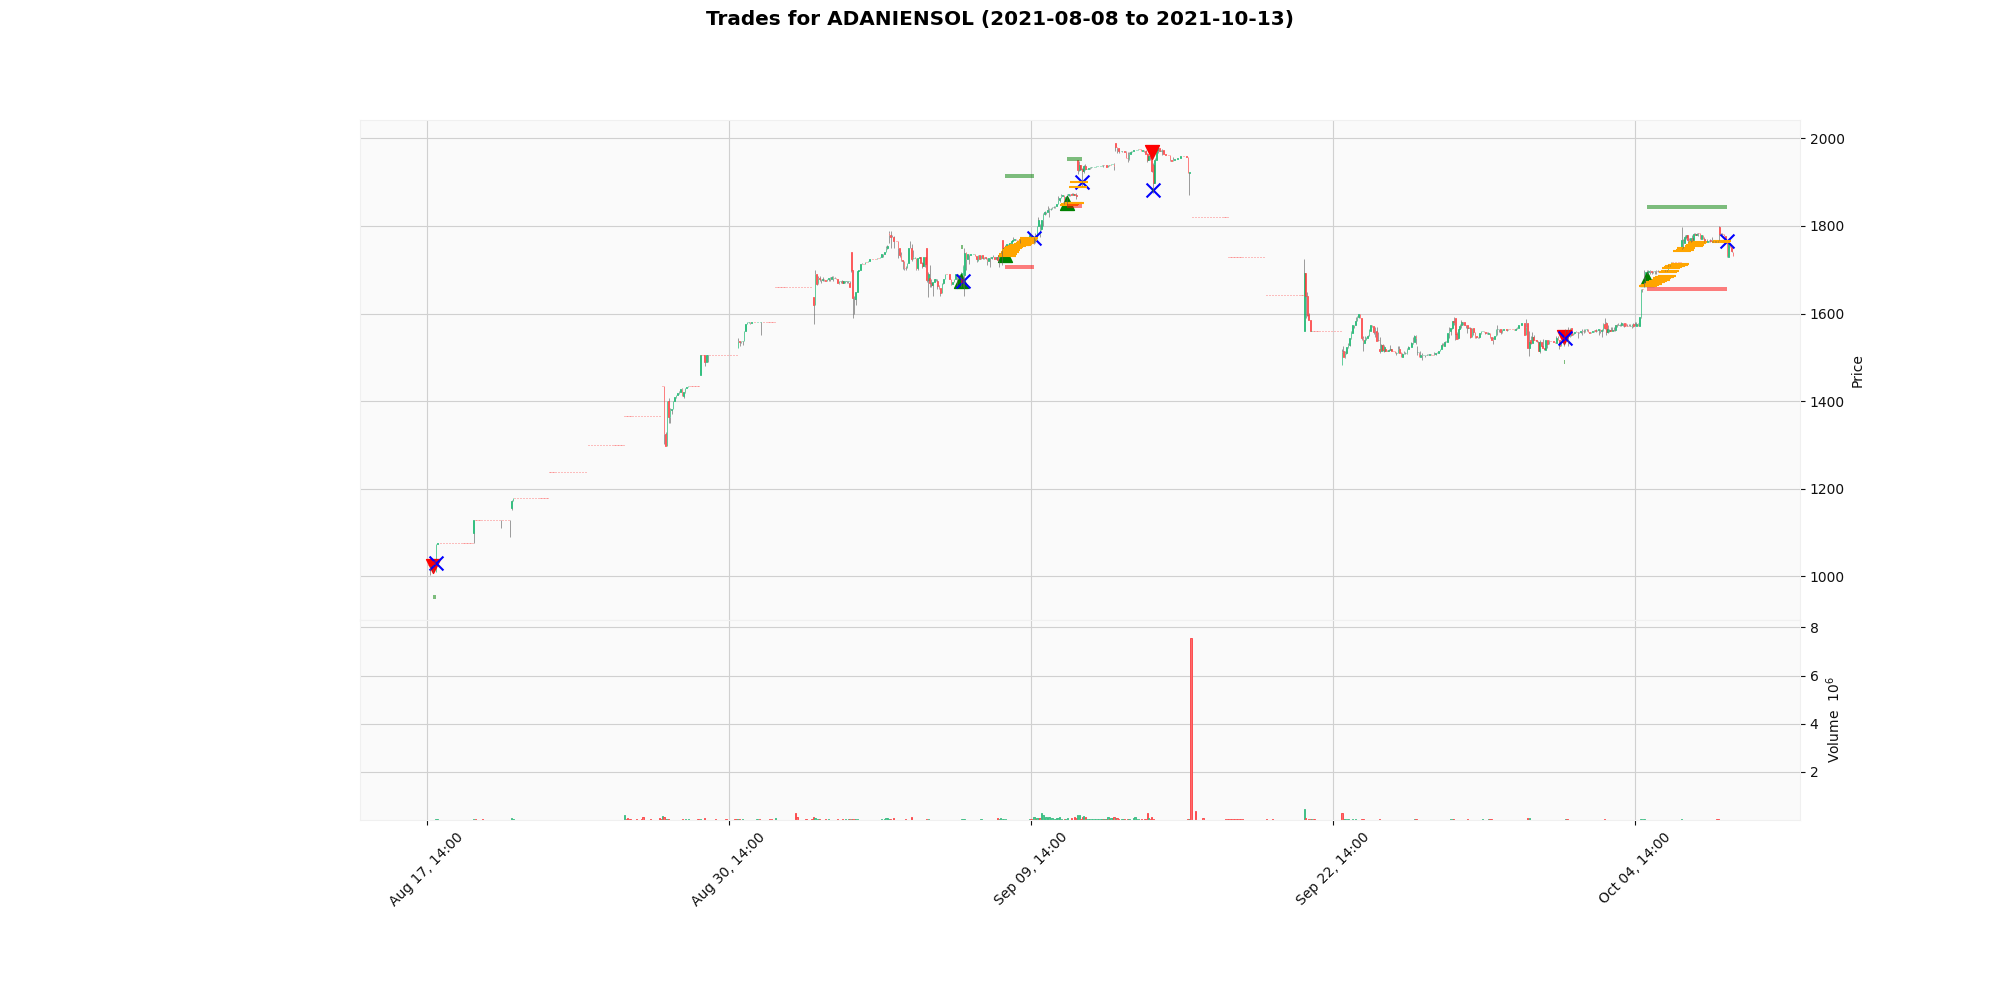 Trades for ADANIENSOL (2021-08-08 to 2021-10-13)
2000
1800
1600
1400
1200
1000
Price
8
6
4
2
Volume 10^6
Aug 17, 14:00
Aug 30, 14:00
Sep 09, 14:00
Sep 22, 14:00
Oct 04, 14:00